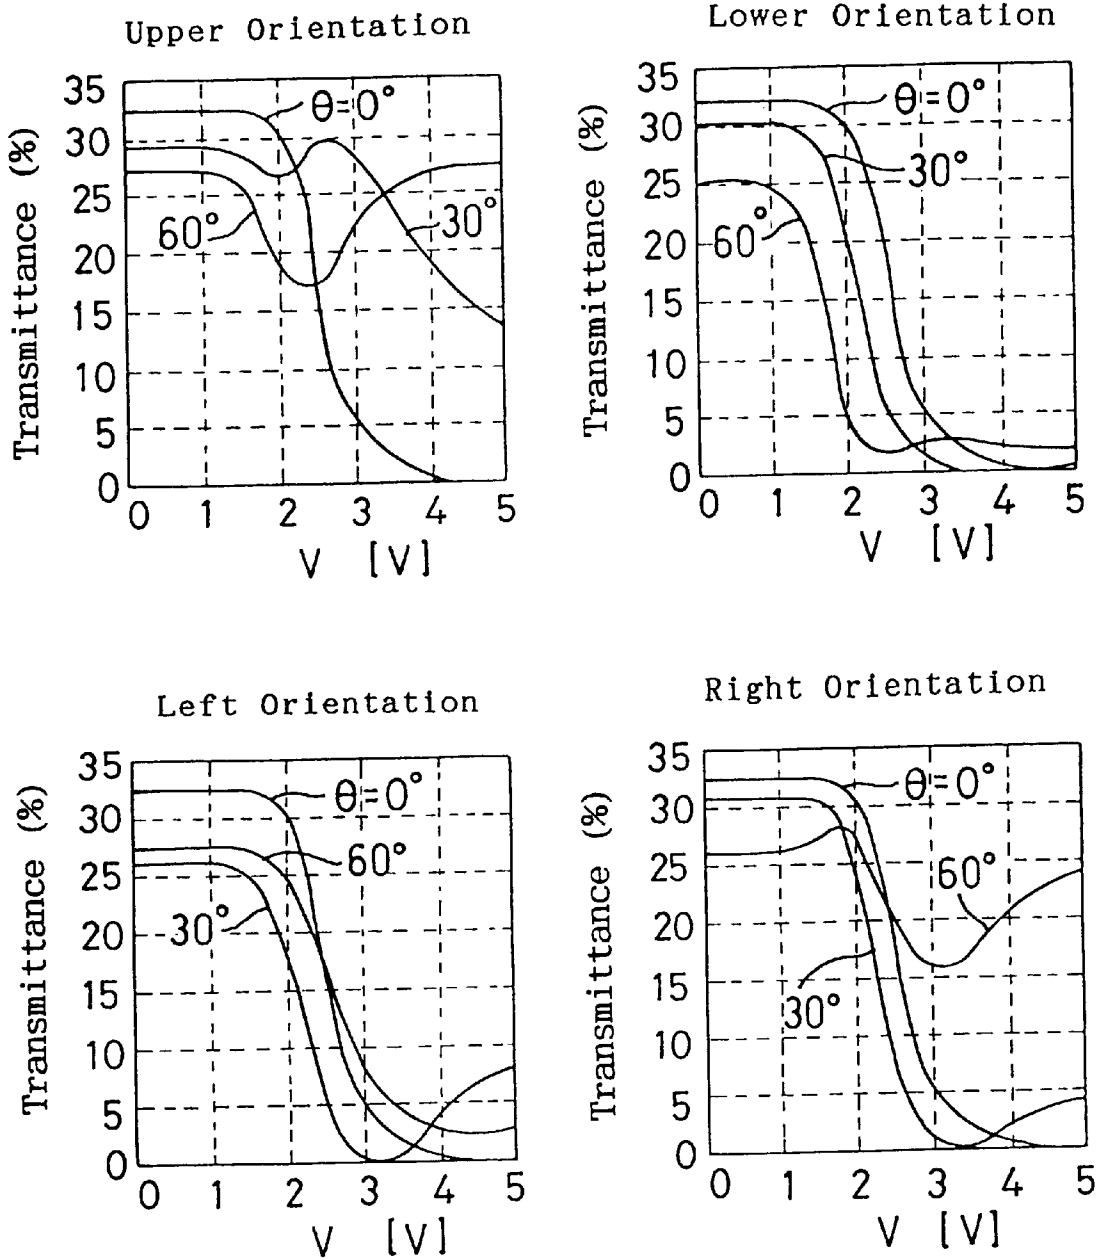 Upper Orientation
Transmittance (%)
35
30
25
20
15
10
5
0
θ=0°
30°
60°
0 1 2 3 4 5
V [V]
Lower Orientation
Transmittance (%)
35
30
25
20
15
10
5
0
θ=0°
30°
60°
0 1 2 3 4 5
V [V]
Left Orientation
Transmittance (%)
35
30
25
20
15
10
5
0
θ=0°
60°
30°
0 1 2 3 4 5
V [V]
Right Orientation
Transmittance (%)
35
30
25
20
15
10
5
0
θ=0°
60°
30°
0 1 2 3 4 5
V [V]